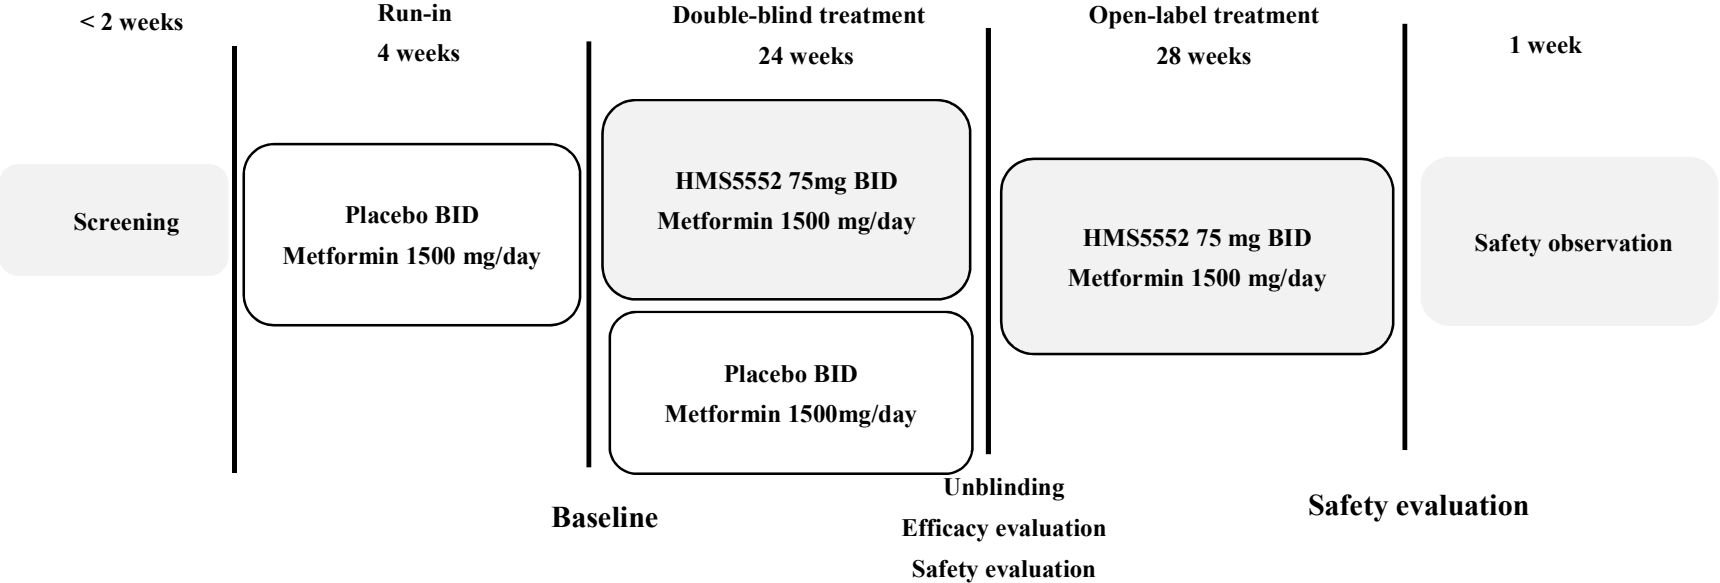 < 2 weeks
Run-in
4 weeks
Double-blind treatment
24 weeks
Open-label treatment
28 weeks
1 week
Screening
Placebo BID
Metformin 1500 mg/day
HMS5552 75mg BID
Metformin 1500 mg/day
Placebo BID
Metformin 1500mg/day
HMS5552 75 mg BID
Metformin 1500 mg/day
Safety observation
Baseline
Unblinding
Efficacy evaluation
Safety evaluation
Safety evaluation